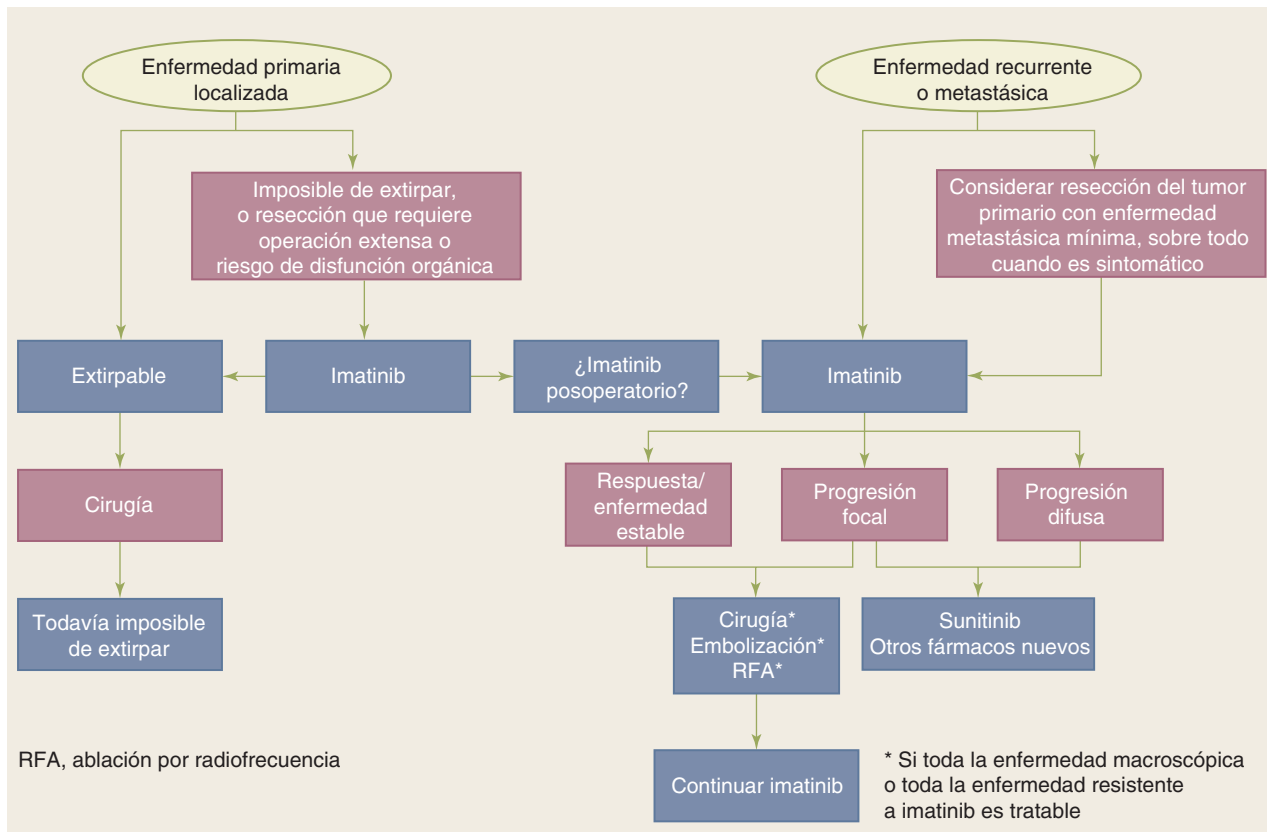 Enfermedad primaria
localizada
Enfermedad recurrente
o metastásica
Imposible de extirpar,
o resección que requiere
operación extensa o
riesgo de disfunción orgánica
Considerar resección del tumor
primario con enfermedad
metastásica mínima, sobre todo
cuando es sintomático
Extirpable
Imatinib
¿Imatinib
posoperatorio?
Imatinib
Cirugía
Respuesta/
enfermedad
estable
Progresión
focal
Progresión
difusa
Todavía imposible
de extirpar
Cirugía*
Embolización*
RFA*
Sunitinib
Otros fármacos nuevos
RFA, ablación por radiofrecuencia
Continuar imatinib
* Si toda la enfermedad macroscópica
o toda la enfermedad resistente
a imatinib es tratable